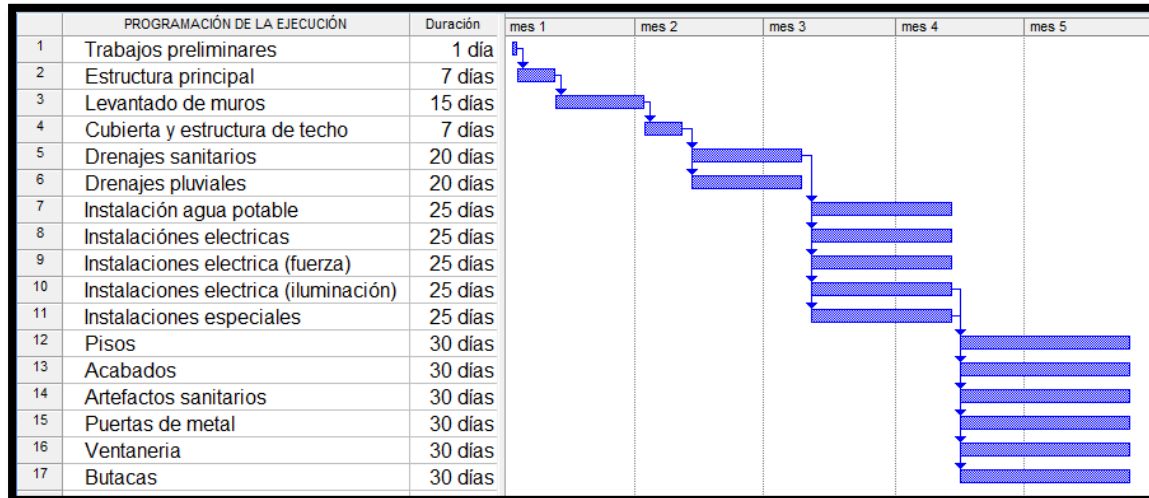 PROGRAMACIÓN DE LA EJECUCIÓN Duración mes 1 mes 2 mes 3 mes 4 mes 5
1 Trabajos preliminares 1 día
2 Estructura principal 7 días
3 Levantado de muros 15 días
4 Cubierta y estructura de techo 7 días
5 Drenajes sanitarios 20 días
6 Drenajes pluviales 20 días
7 Instalación agua potable 25 días
8 Instalaciónes electricas 25 días
9 Instalaciones electrica (fuerza) 25 días
10 Instalaciones electrica (iluminación) 25 días
11 Instalaciones especiales 25 días
12 Pisos 30 días
13 Acabados 30 días
14 Artefactos sanitarios 30 días
15 Puertas de metal 30 días
16 Ventaneria 30 días
17 Butacas 30 días